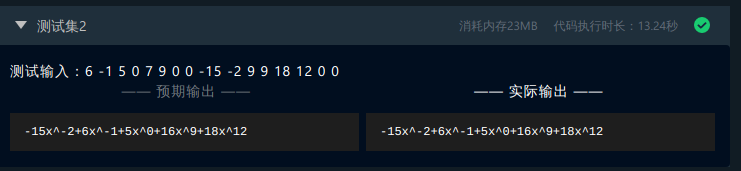 测试集2 消耗内存23MB 代码执行时长：13.24秒
测试输入：6 -1 5 0 7 9 0 0 -15 -2 9 9 18 12 0 0
—— 预期输出 —— —— 实际输出 ——
-15x^-2+6x^-1+5x^0+16x^9+18x^12 -15x^-2+6x^-1+5x^0+16x^9+18x^12